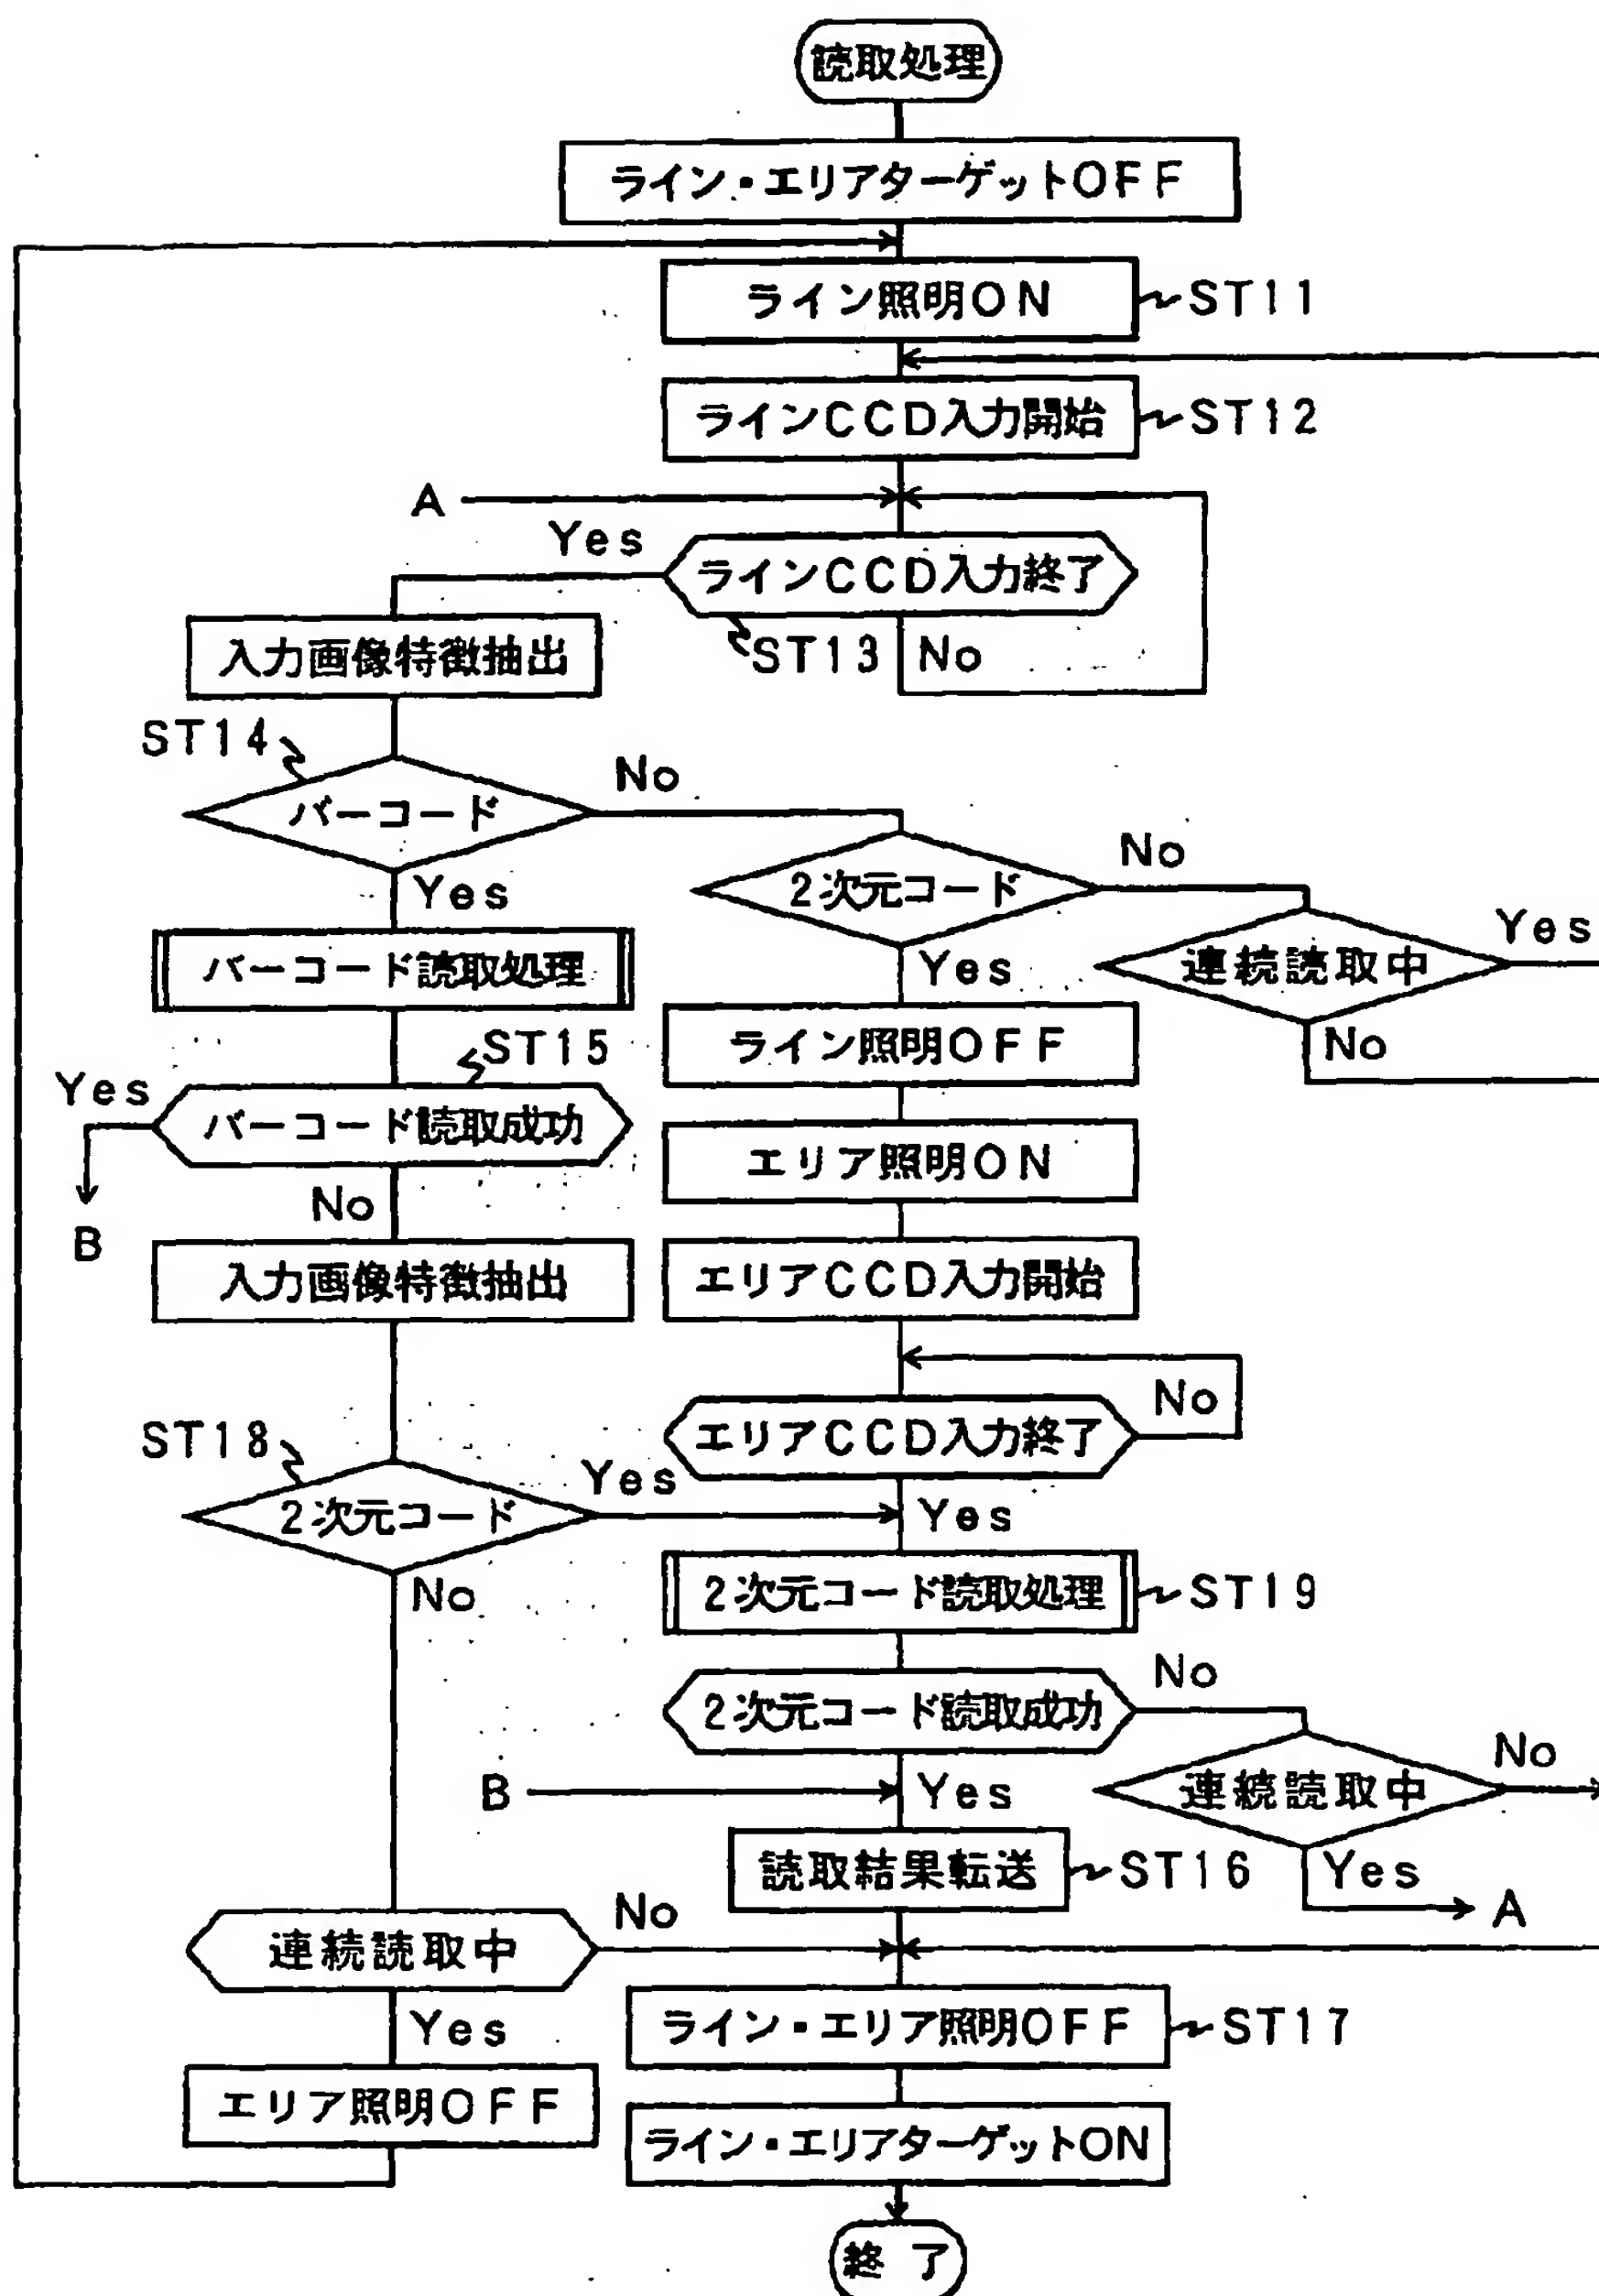 読取処理
ライン・エリアターゲットOFF
ライン照明ON
ST11
ラインCCD入力開始
ST12
A
Yes
ラインCCD入力終了
ST13
No
入力画像特徴抽出
ST14
バーコード
No
Yes
2次元コード
No
Yes
連続読取中
Yes
No
バーコード読取処理
ライン照明OFF
ST15
Yes
バーコード読取成功
No
B
エリア照明ON
入力画像特徴抽出
エリアCCD入力開始
エリアCCD入力終了
No
Yes
ST18
2次元コード
Yes
No
2次元コード読取処理
ST19
2次元コード読取成功
No
Yes
連続読取中
No
Yes
A
B
読取結果転送
ST16
連続読取中
No
Yes
ライン・エリア照明OFF
ST17
エリア照明OFF
ライン・エリアターゲットON
終了